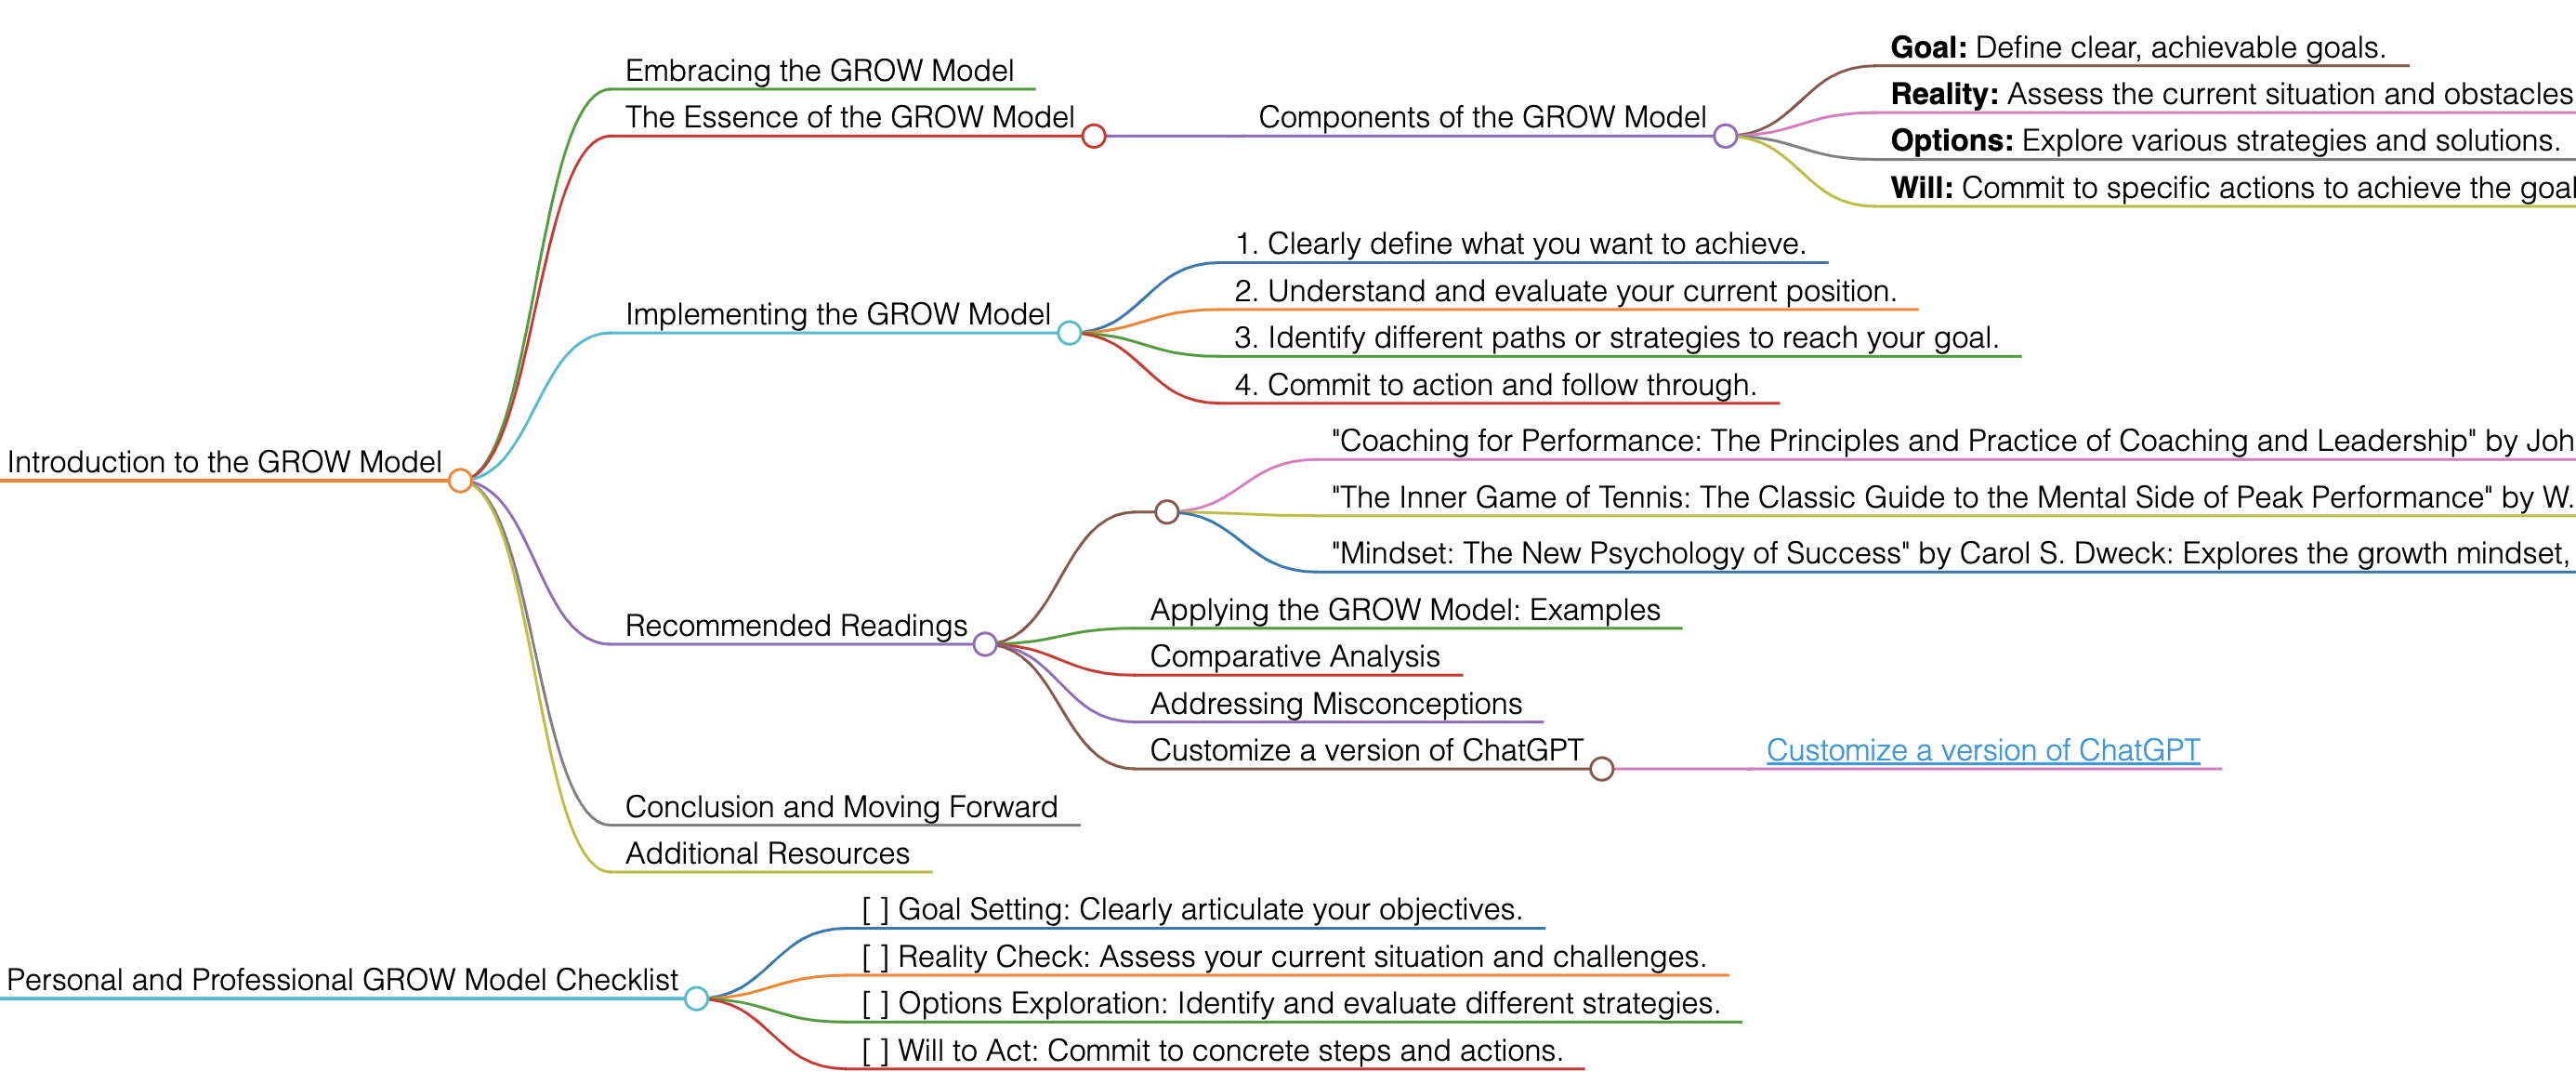 Introduction to the GROW Model
Embracing the GROW Model
The Essence of the GROW Model
Components of the GROW Model
Goal: Define clear, achievable goals.
Reality: Assess the current situation and obstacles
Options: Explore various strategies and solutions.
Will: Commit to specific actions to achieve the goal
Implementing the GROW Model
1. Clearly define what you want to achieve.
2. Understand and evaluate your current position.
3. Identify different paths or strategies to reach your goal.
4. Commit to action and follow through.
Recommended Readings
"Coaching for Performance: The Principles and Practice of Coaching and Leadership" by Joh
"The Inner Game of Tennis: The Classic Guide to the Mental Side of Peak Performance" by W.
"Mindset: The New Psychology of Success" by Carol S. Dweck: Explores the growth mindset,
Applying the GROW Model: Examples
Comparative Analysis
Addressing Misconceptions
Customize a version of ChatGPT
Customize a version of ChatGPT
Conclusion and Moving Forward
Additional Resources
Personal and Professional GROW Model Checklist
[ ] Goal Setting: Clearly articulate your objectives.
[ ] Reality Check: Assess your current situation and challenges.
[ ] Options Exploration: Identify and evaluate different strategies.
[ ] Will to Act: Commit to concrete steps and actions.